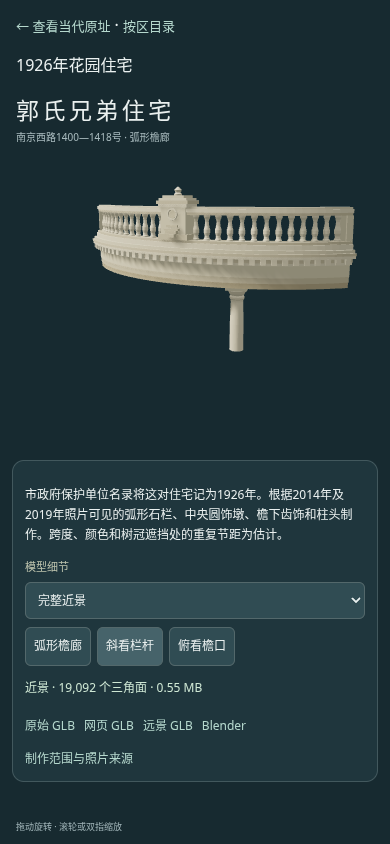 ← 查看当代原址 · 按区目录
1926年花园住宅
郭氏兄弟住宅
南京西路1400—1418号 · 弧形檐廊
市政府保护单位名录将这对住宅记为1926年。根据2014年及
2019年照片可见的弧形石栏、中央圆饰墩、檐下齿饰和柱头制
作。跨度、颜色和树冠遮挡处的重复节距为估计。
模型细节
完整近景
弧形檐廊 斜看栏杆 俯看檐口
近景 · 19,092 个三角面 · 0.55 MB
原始 GLB 网页 GLB 远景 GLB Blender
制作范围与照片来源
拖动旋转 · 滚轮或双指缩放